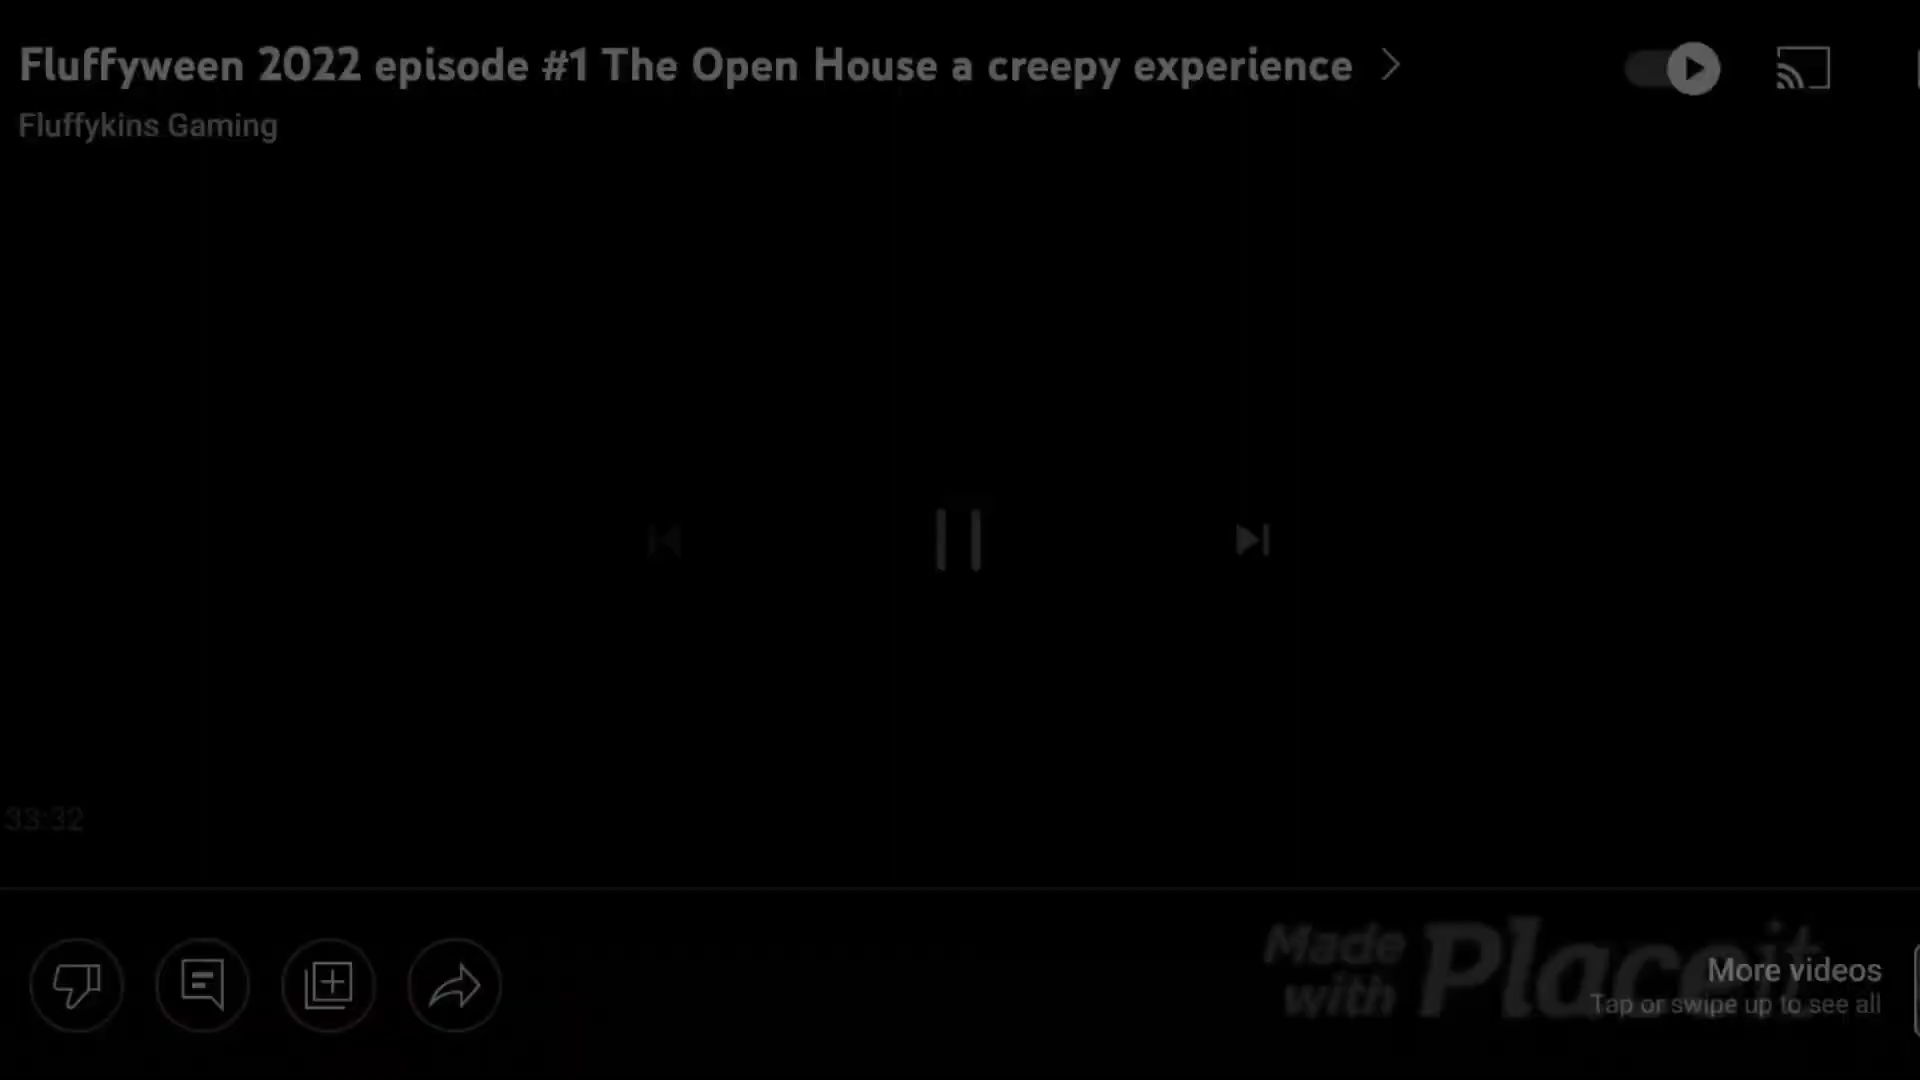 Fluffyween 2022 episode #1 The Open House a creepy experience
Fluffykins Gaming
33:32
Made with Placeit
More videos
Tap or swipe up to see all